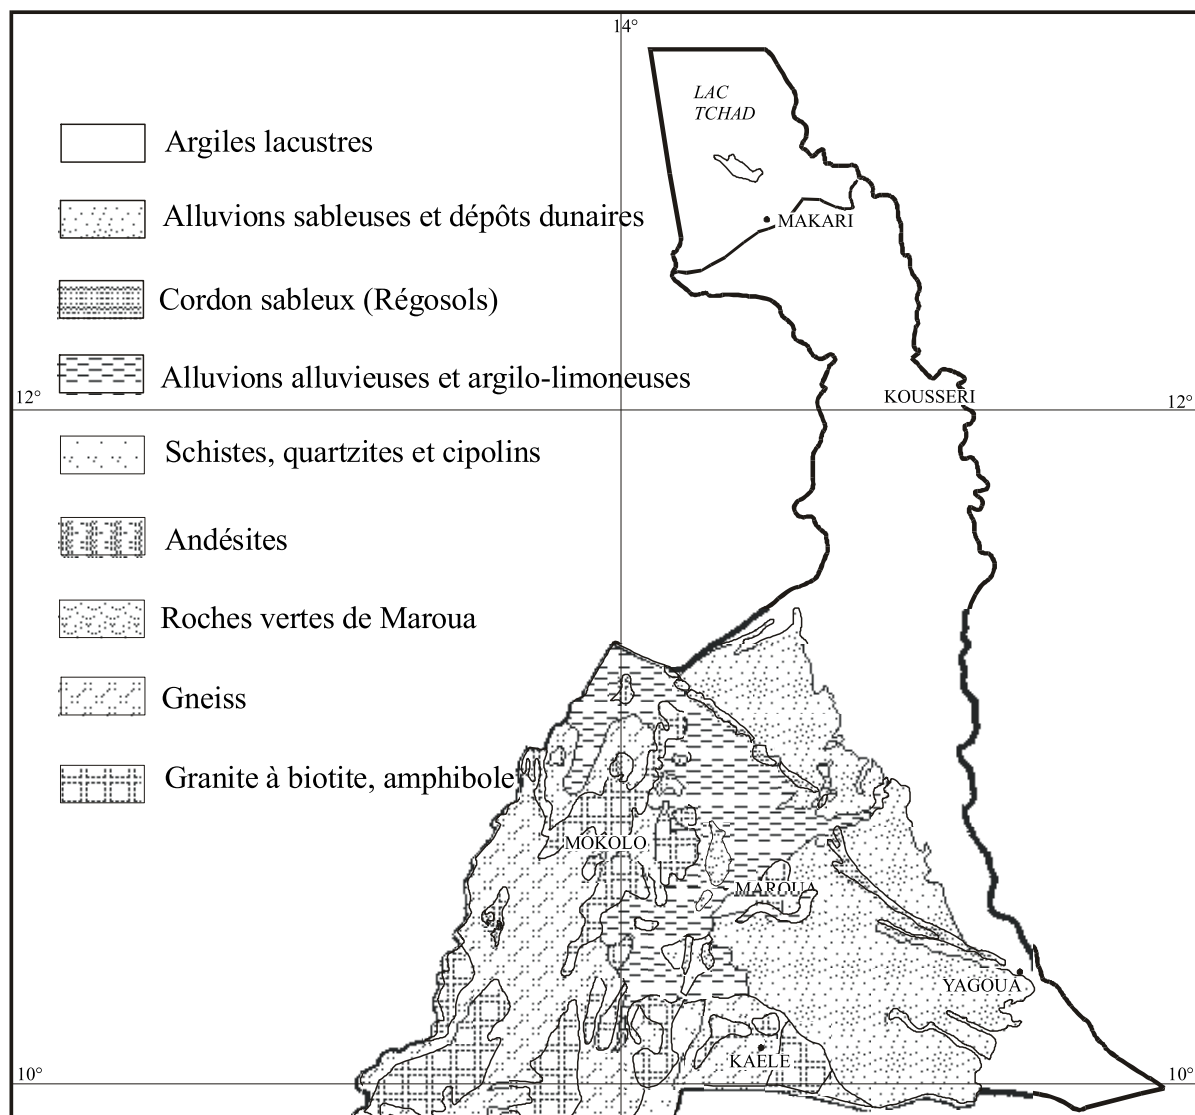 14°
LAC
TCHAD
Argiles lacustres
Alluvions sableuses et dépôts dunaires
MAKARI
Cordon sableux (Régosols)
Alluvions alluvieuses et argilo-limoneuses
KOUSSERI
12°
12°
Schistes, quartzites et cipolins
Andésites
Roches vertes de Maroua
Gneiss
Granite à biotite, amphibole
MOKOLO
MAROUA
YAGOUA
KAELE
10°
10°